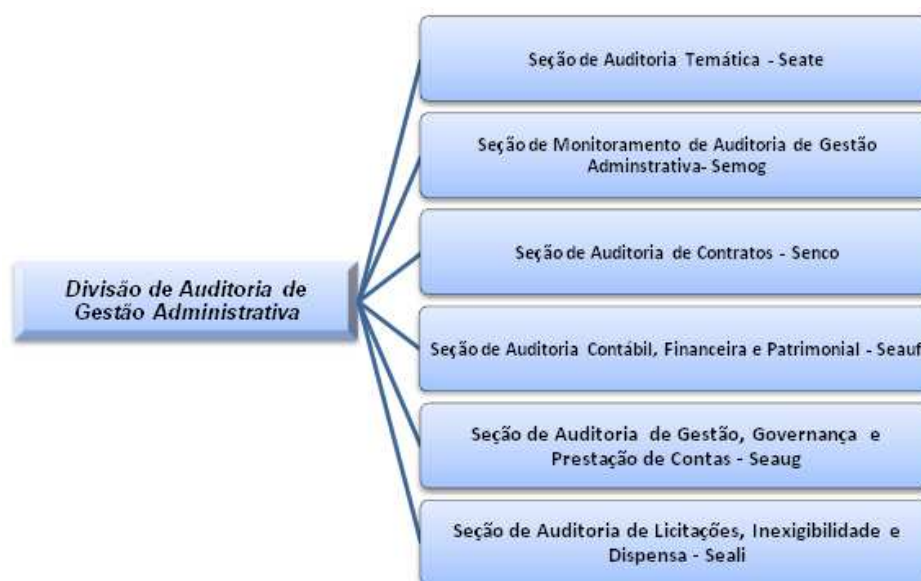 Seção de Auditoria Temática - Seate
Seção de Monitoramento de Auditoria de Gestão
Adminstrativa- Semog
Seção de Auditoria de Contratos - Senco
Divisão de Auditoria de
Gestão Administrativa
Seção de Auditoria Contábil, Financeira e Patrimonial - Seauf
Seção de Auditoria de Gestão, Governança e
Prestação de Contas - Seaug
Seção de Auditoria de Licitações, Inexigibilidade e
Dispensa - Seali